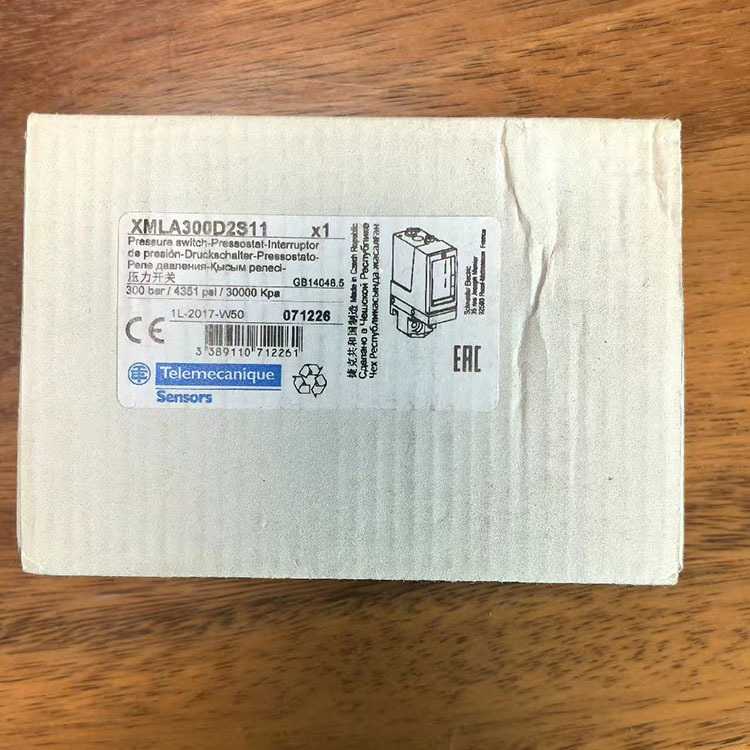 XMLA300D2S11 x1
Pressure switch-Pressostat-Interruptor
de presión-Druckschalter-Pressostato-
Реле давления-Қысым релесі-
压力开关 GB14048.5
300 bar / 4351 psi / 30000 Kpa
1L-2017-W50 071226
CE
3 389110 712261
Telemecanique
Sensors
捷克共和国制造 Made in Czech Republic
Сделано в Чешской Республике
Чех Республикасында жасалған
EAC
Schneider Electric
35 rue Joseph Monier
92500 Rueil-Malmaison France